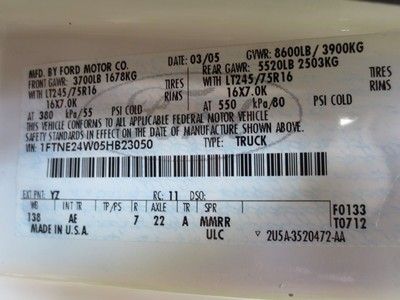 MFD. BY FORD MOTOR CO.
DATE: 03/05 GVWR: 8600LB / 3900KG
FRONT GAWR: 3700LB 1678KG
REAR GAWR: 5520LB 2503KG
WITH LT245/75R16 TIRES
WITH LT245/75R16 TIRES
16X7.0K RIMS
16X7.0K RIMS
AT 380 kPa/55 PSI COLD
AT 550 kPa/80 PSI COLD
THIS VEHICLE CONFORMS TO ALL APPLICABLE FEDERAL MOTOR VEHICLE
SAFETY STANDARDS IN EFFECT ON THE DATE OF MANUFACTURE SHOWN ABOVE.
VIN: 1FTNE24W05HB23050 TYPE: TRUCK
EXT PNT: YZ RC: 11 DSO:
WB INT TR TP/PS R AXLE TR SPR F0133
138 AE 7 22 A MMRR T0712
MADE IN U.S.A. ULC 2U5A-3520472-AA